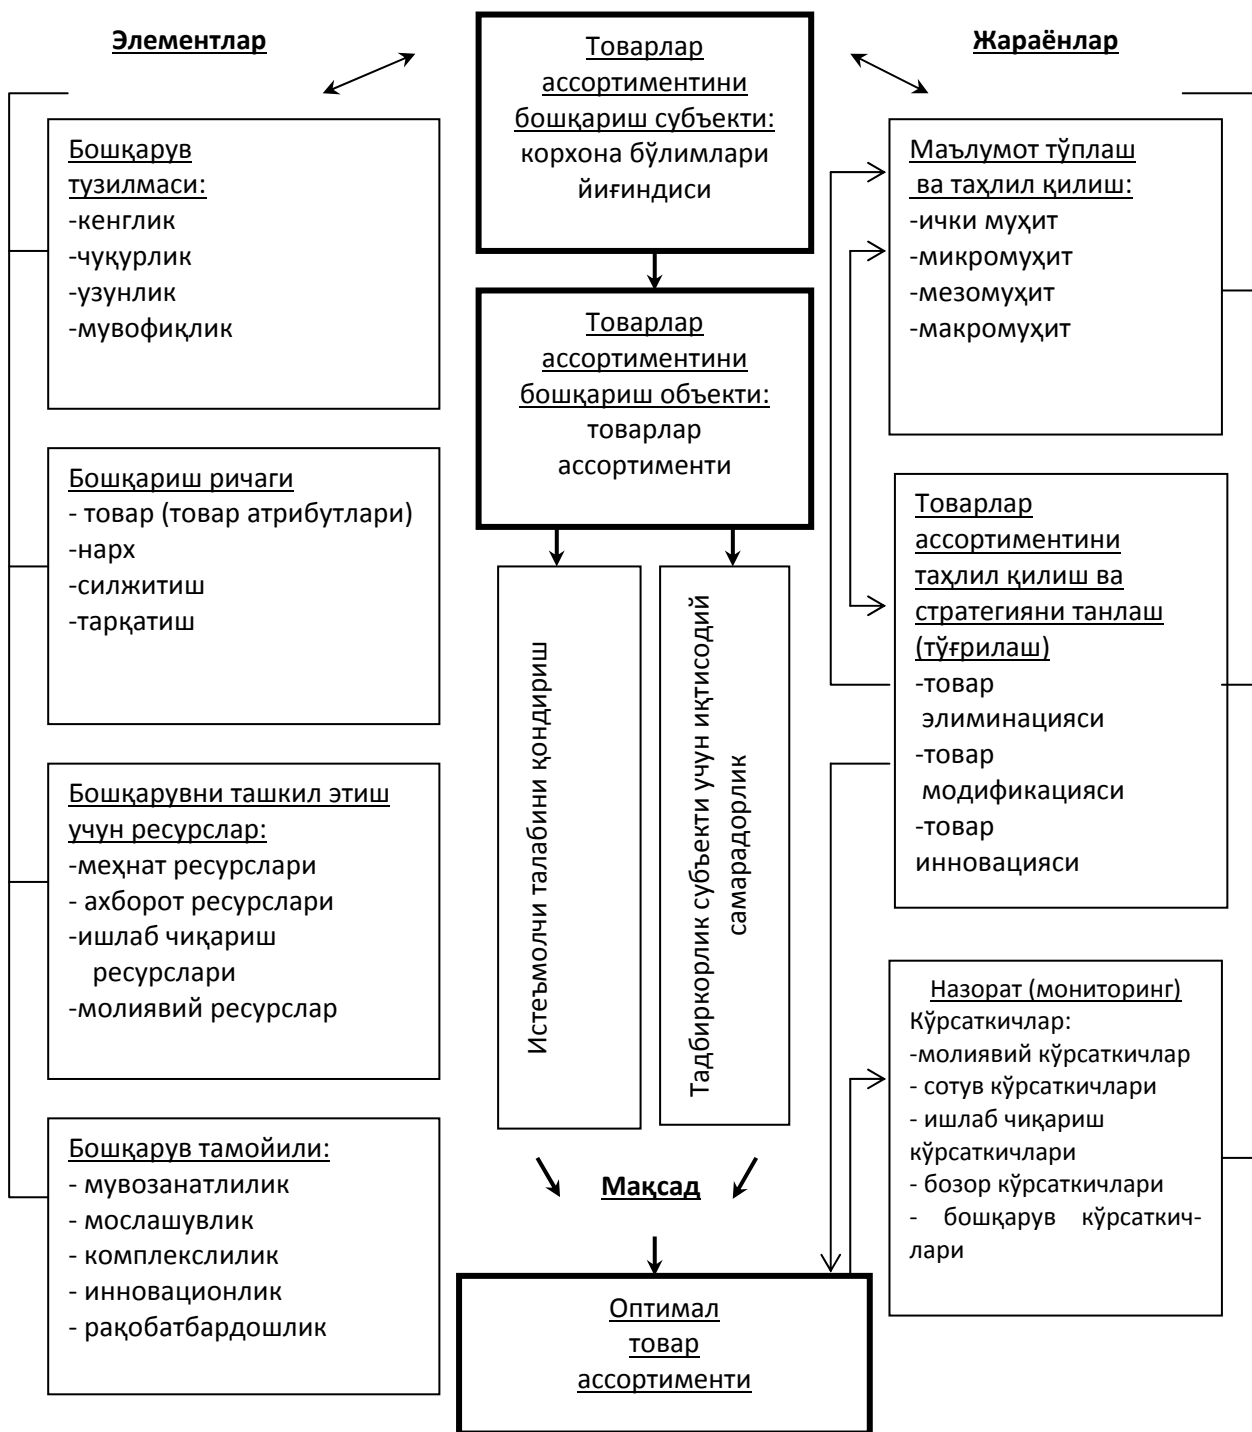 Элементлар
Бошқарув
тузилмаси:
-кенглик
-чуқурлик
-узунлик
-мувофиқлик
Бошқариш ричаги
- товар (товар атрибутлари)
-нарх
-силжитиш
-тарқатиш
Бошқарувни ташкил этиш
учун ресурслар:
-меҳнат ресурслари
- ахборот ресурслари
-ишлаб чиқариш
ресурслари
-молиявий ресурслар
Бошқарув тамойили:
- мувозанатлилик
- мослашувлик
- комплекслилик
- инновационлик
- рақобатбардошлик
Товарлар
ассортиментини
бошқариш субъекти:
корхона бўлимлари
йиғиндиси
Товарлар
ассортиментини
бошқариш объекти:
товарлар
ассортименти
Истеъмолчи талабини қондириш
Тадбиркорлик субъекти учун иқтисодий
самарадорлик
Мақсад
Оптимал
товар
ассортименти
Жараёнлар
Маълумот тўплаш
ва таҳлил қилиш:
-ички муҳит
-микромуҳит
-мезомуҳит
-макромуҳит
Товарлар
ассортиментини
таҳлил қилиш ва
стратегияни танлаш
(тўғрилаш)
-товар
элиминацияси
-товар
модификацияси
-товар
инновацияси
Назорат (мониторинг)
Кўрсаткичлар:
-молиявий кўрсаткичлар
- сотув кўрсаткичлари
- ишлаб чиқариш
кўрсаткичлари
- бозор кўрсаткичлари
- бошқарув кўрсаткич-
лари